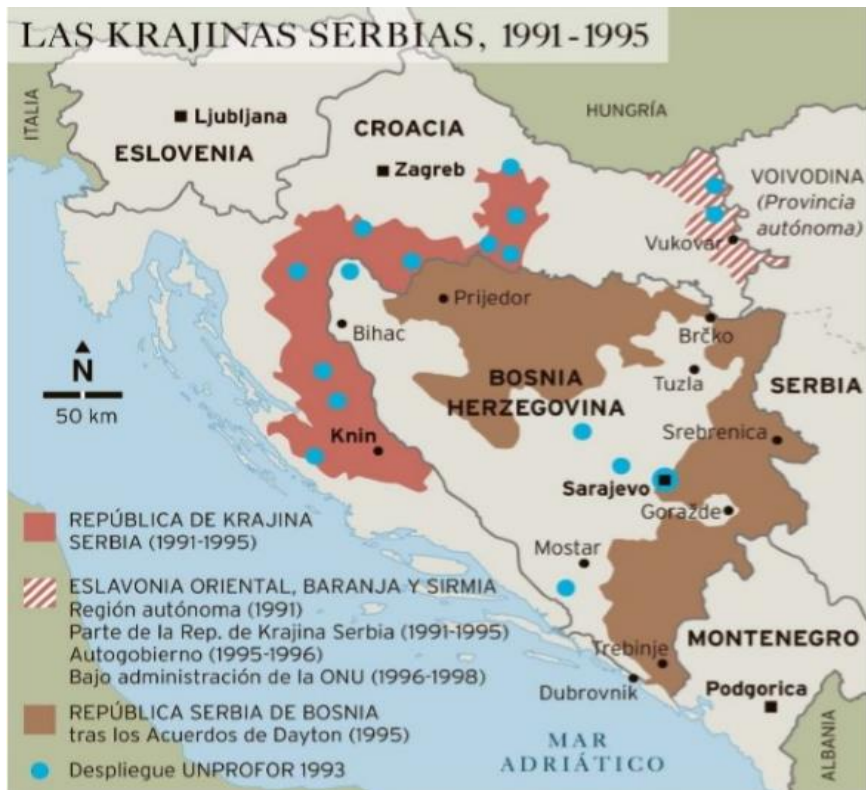 LAS KRAJINAS SERBIAS, 1991-1995
ITALIA
Ljubljana
ESLOVENIA
CROACIA
Zagreb
HUNGRÍA
VOIVODINA
(Provincia
autónoma)
Vukovar
Prijedor
Bihac
Brčko
Tuzla
BOSNIA
HERZEGOVINA
SERBIA
N
50 km
Knin
Srebrenica
Sarajevo
Goražde
Mostar
MONTENEGRO
Trebinje
Dubrovnik
Podgorica
ALBANIA
MAR
ADRIÁTICO
REPÚBLICA DE KRAJINA
SERBIA (1991-1995)
ESLAVONIA ORIENTAL, BARANJA Y SIRMIA
Región autónoma (1991)
Parte de la Rep. de Krajina Serbia (1991-1995)
Autogobierno (1995-1996)
Bajo administración de la ONU (1996-1998)
REPÚBLICA SERBIA DE BOSNIA
tras los Acuerdos de Dayton (1995)
Despliegue UNPROFOR 1993